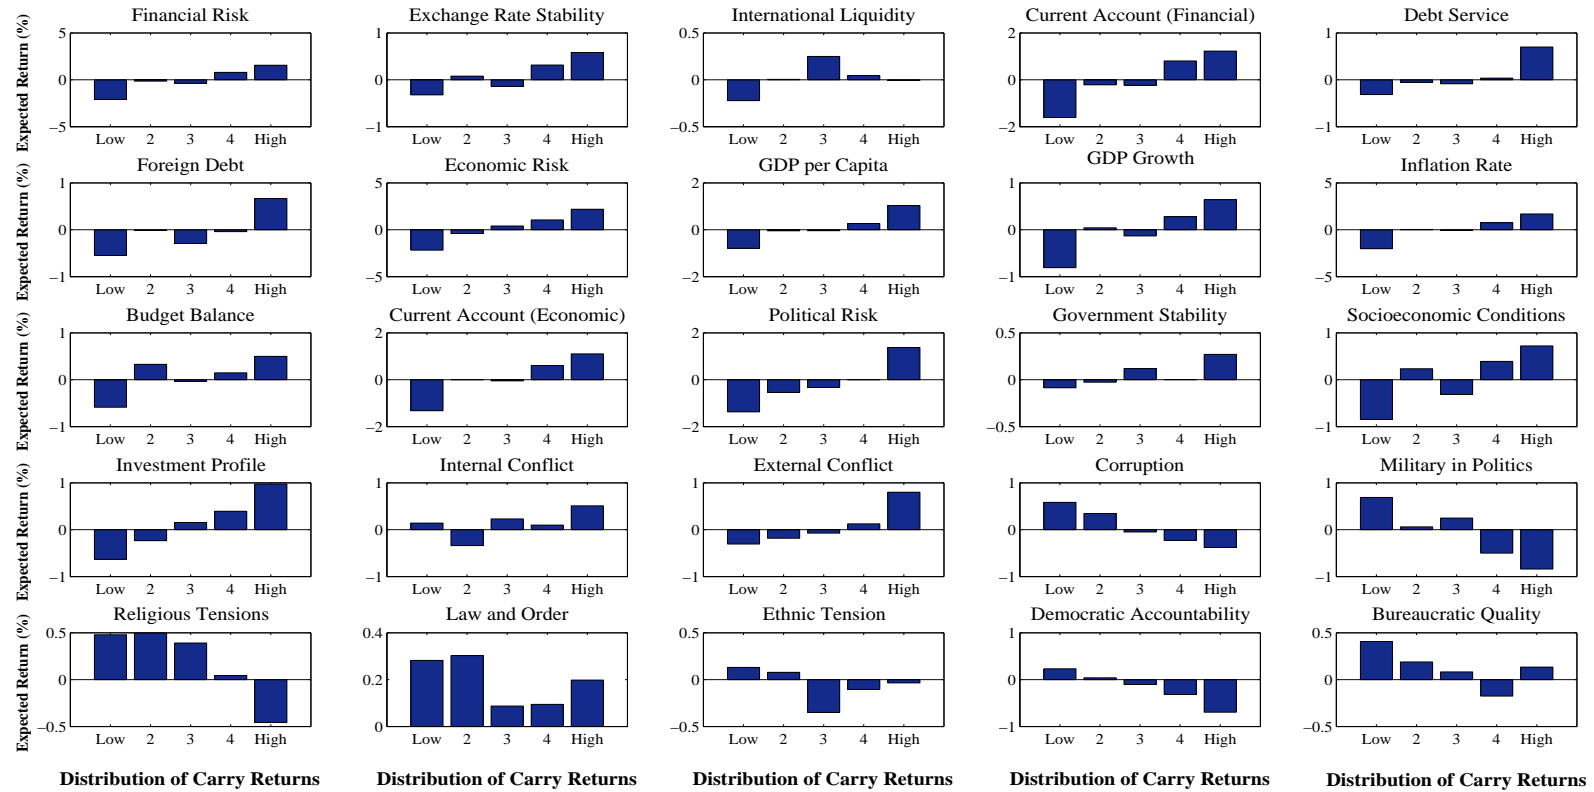 Financial Risk
Exchange Rate Stability
International Liquidity
Current Account (Financial)
Debt Service
Expected Return (%)
5 0 −5
1 0 −1
0.5 0 −0.5
2 0 −2
1 0 −1
Low 2 3 4 High
Low 2 3 4 High
Low 2 3 4 High
Low 2 3 4 High
Low 2 3 4 High
Foreign Debt
Economic Risk
GDP per Capita
GDP Growth
Inflation Rate
Expected Return (%)
1 0 −1
5 0 −5
2 0 −2
1 0 −1
5 0 −5
Low 2 3 4 High
Low 2 3 4 High
Low 2 3 4 High
Low 2 3 4 High
Low 2 3 4 High
Budget Balance
Current Account (Economic)
Political Risk
Government Stability
Socioeconomic Conditions
Expected Return (%)
1 0 −1
2 0 −2
2 0 −2
0.5 0 −0.5
1 0 −1
Low 2 3 4 High
Low 2 3 4 High
Low 2 3 4 High
Low 2 3 4 High
Low 2 3 4 High
Investment Profile
Internal Conflict
External Conflict
Corruption
Military in Politics
Expected Return (%)
1 0 −1
1 0 −1
1 0 −1
1 0 −1
1 0 −1
Low 2 3 4 High
Low 2 3 4 High
Low 2 3 4 High
Low 2 3 4 High
Low 2 3 4 High
Religious Tensions
Law and Order
Ethnic Tension
Democratic Accountability
Bureaucratic Quality
Expected Return (%)
0.5 0 −0.5
0.4 0.2 0
0.5 0 −0.5
1 0 −1
0.5 0 −0.5
Low 2 3 4 High
Low 2 3 4 High
Low 2 3 4 High
Low 2 3 4 High
Low 2 3 4 High
Distribution of Carry Returns
Distribution of Carry Returns
Distribution of Carry Returns
Distribution of Carry Returns
Distribution of Carry Returns